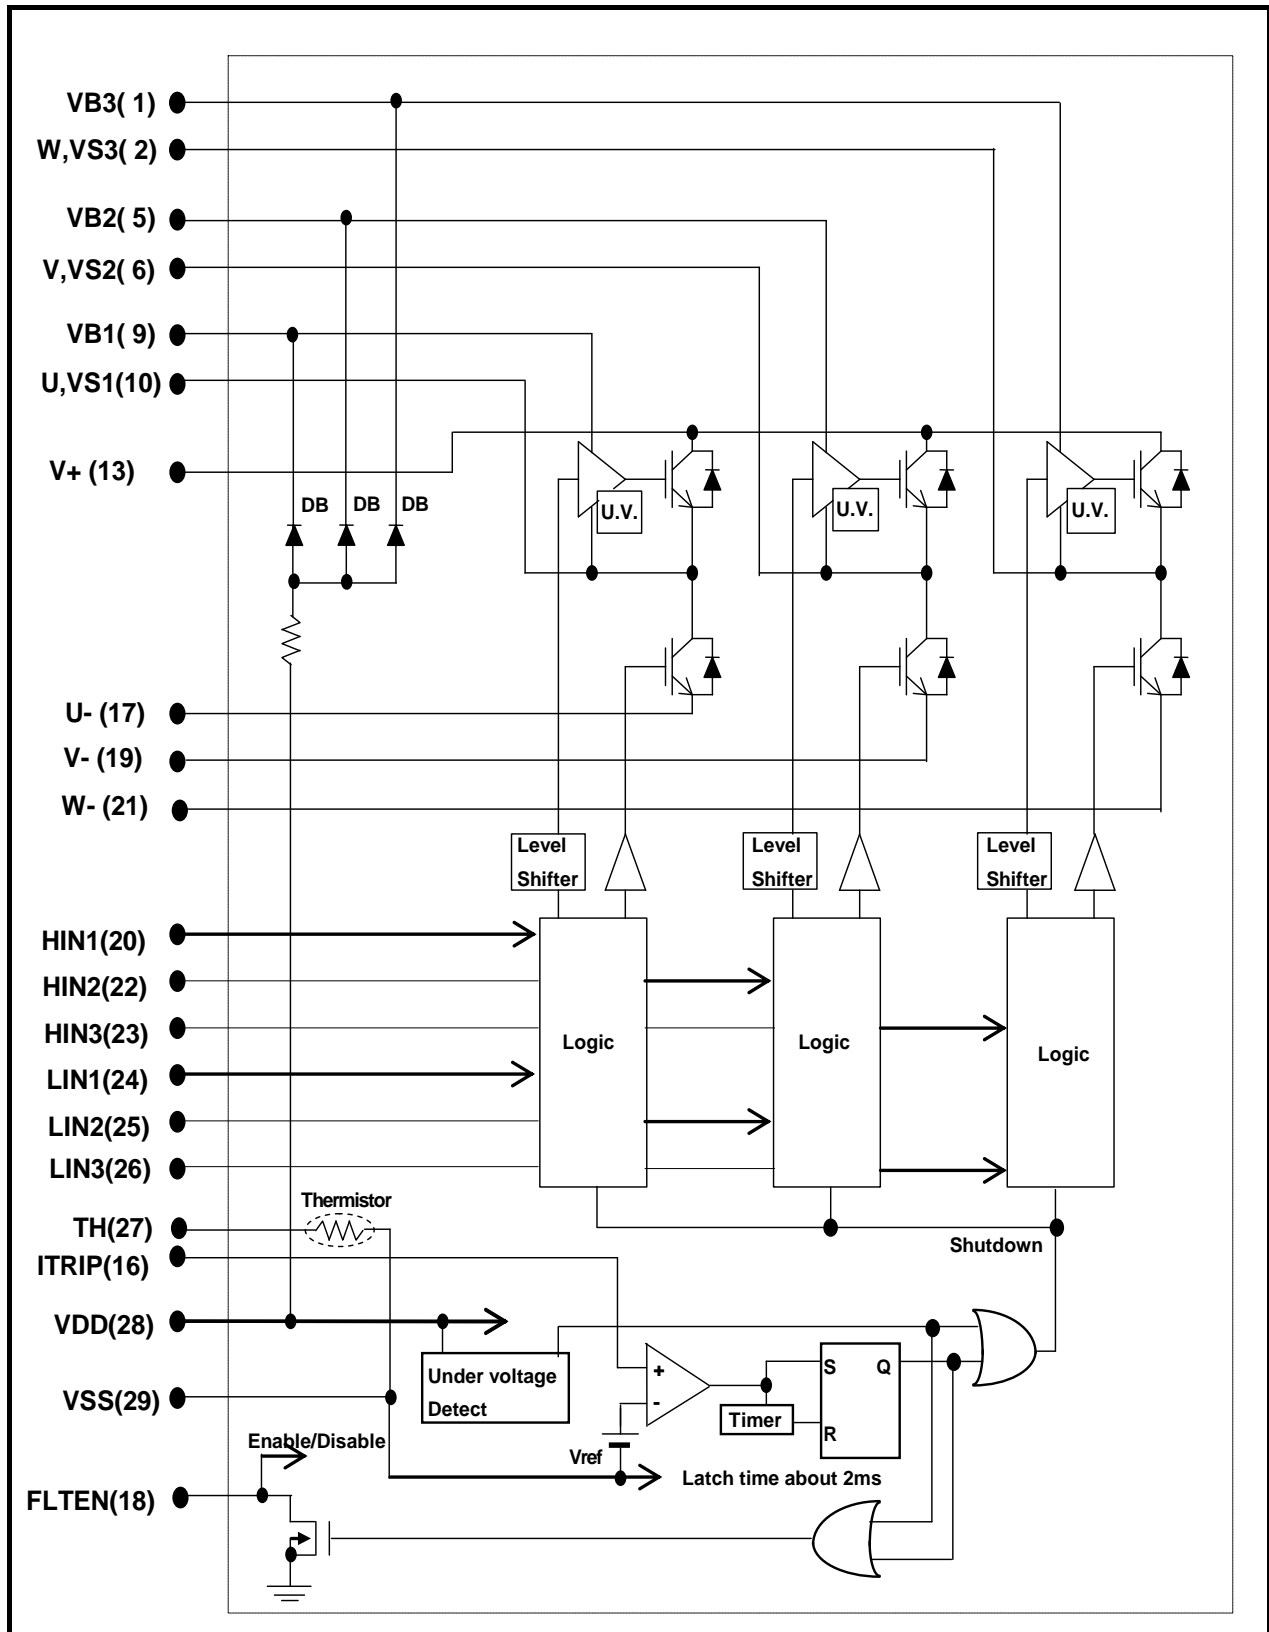 VB3( 1)
W,VS3( 2)
VB2( 5)
V,VS2( 6)
VB1( 9)
U,VS1(10)
V+ (13)
DB
DB
DB
U.V.
U.V.
U.V.
U- (17)
V- (19)
W- (21)
Level
Shifter
Level
Shifter
Level
Shifter
HIN1(20)
HIN2(22)
HIN3(23)
LIN1(24)
LIN2(25)
LIN3(26)
Logic
Logic
Logic
Thermistor
TH(27)
ITRIP(16)
Shutdown
VDD(28)
Under voltage
Detect
+
-
S
Q
R
Timer
VSS(29)
Vref
Enable/Disable
Latch time about 2ms
FLTEN(18)